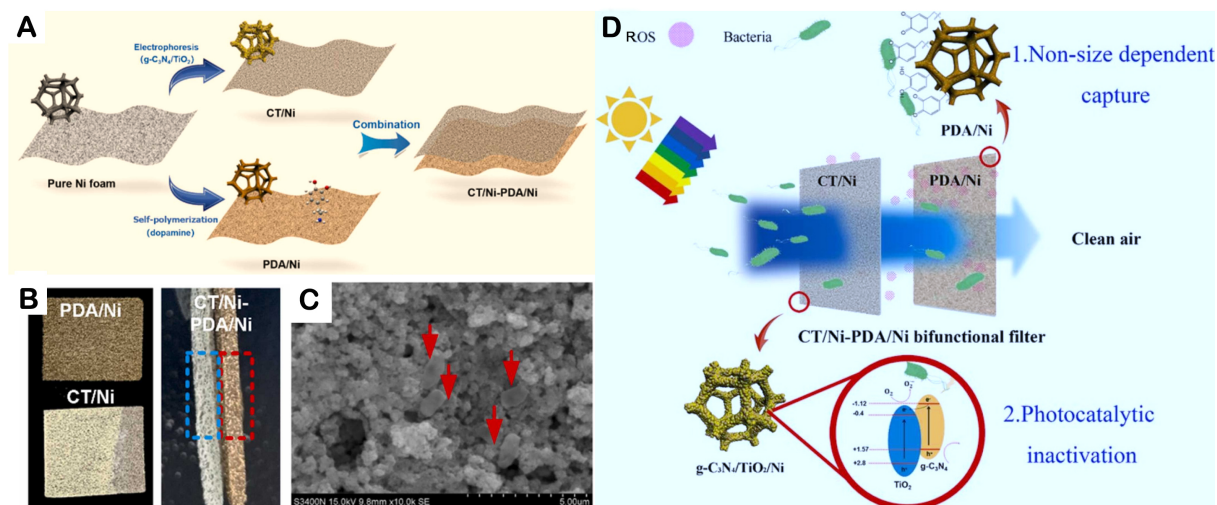 A
Electrophoresis
(g-C₃N₄/TiO₂)
CT/Ni
Pure Ni foam
Combination
CT/Ni-PDA/Ni
Self-polymerization
(dopamine)
PDA/Ni
B
PDA/Ni
CT/Ni
CT/Ni-
PDA/Ni
C
S3400N 15.0kV 9.8mm x10.0k SE
5.00um
D
ROS
Bacteria
1.Non-size dependent
capture
PDA/Ni
CT/Ni
PDA/Ni
Clean air
CT/Ni-PDA/Ni bifunctional filter
g-C₃N₄/TiO₂/Ni
O₂
O₂⁻
-1.12
-0.4
e⁻
e⁻
+1.57
+2.8
h⁺
h⁺
g-C₃N₄
TiO₂
2.Photocatalytic
inactivation